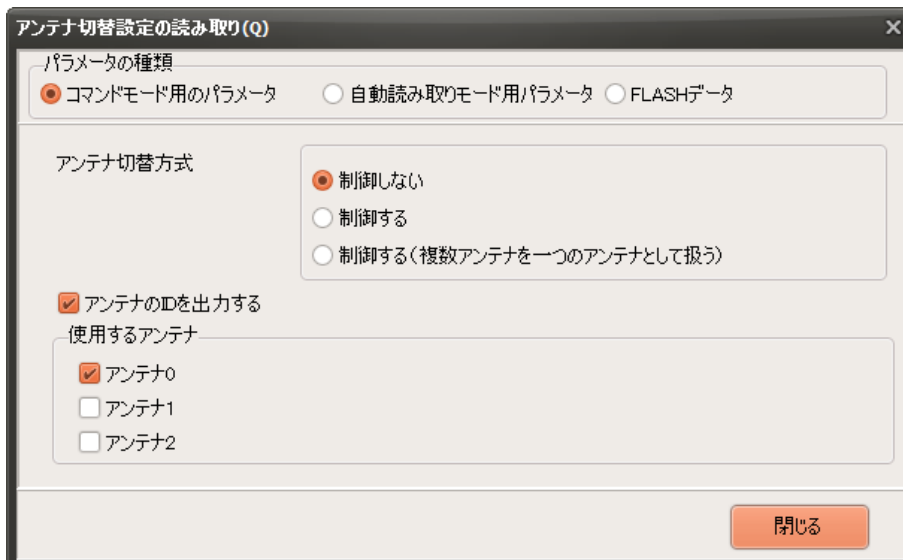 アンテナ切替設定の読み取り(Q)
パラメータの種類
コマンドモード用のパラメータ 自動読み取りモード用パラメータ FLASHデータ
アンテナ切替方式
制御しない
制御する
制御する(複数アンテナを一つのアンテナとして扱う)
アンテナのIDを出力する
使用するアンテナ
アンテナ0
アンテナ1
アンテナ2
閉じる